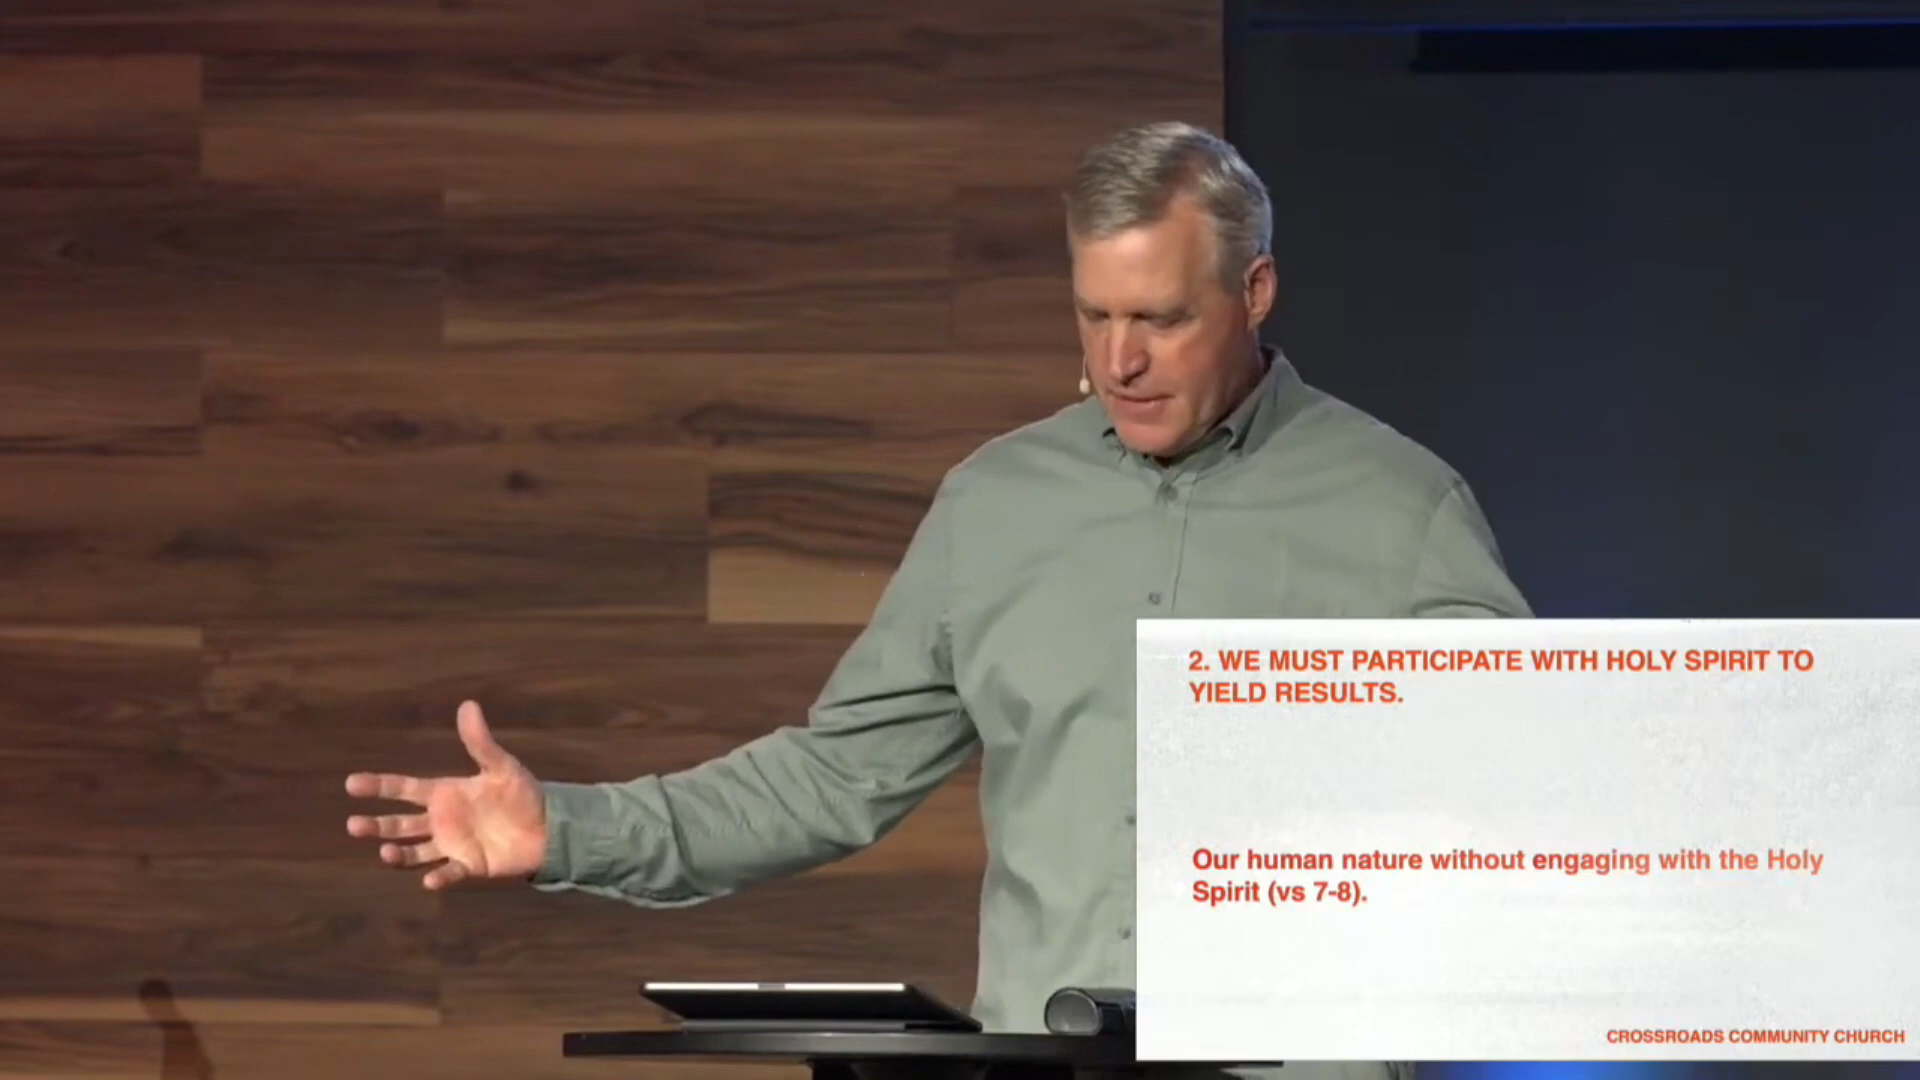 2. WE MUST PARTICIPATE WITH HOLY SPIRIT TO
YIELD RESULTS.
Our human nature without engaging with the Holy
Spirit (vs 7-8).
CROSSROADS COMMUNITY CHURCH